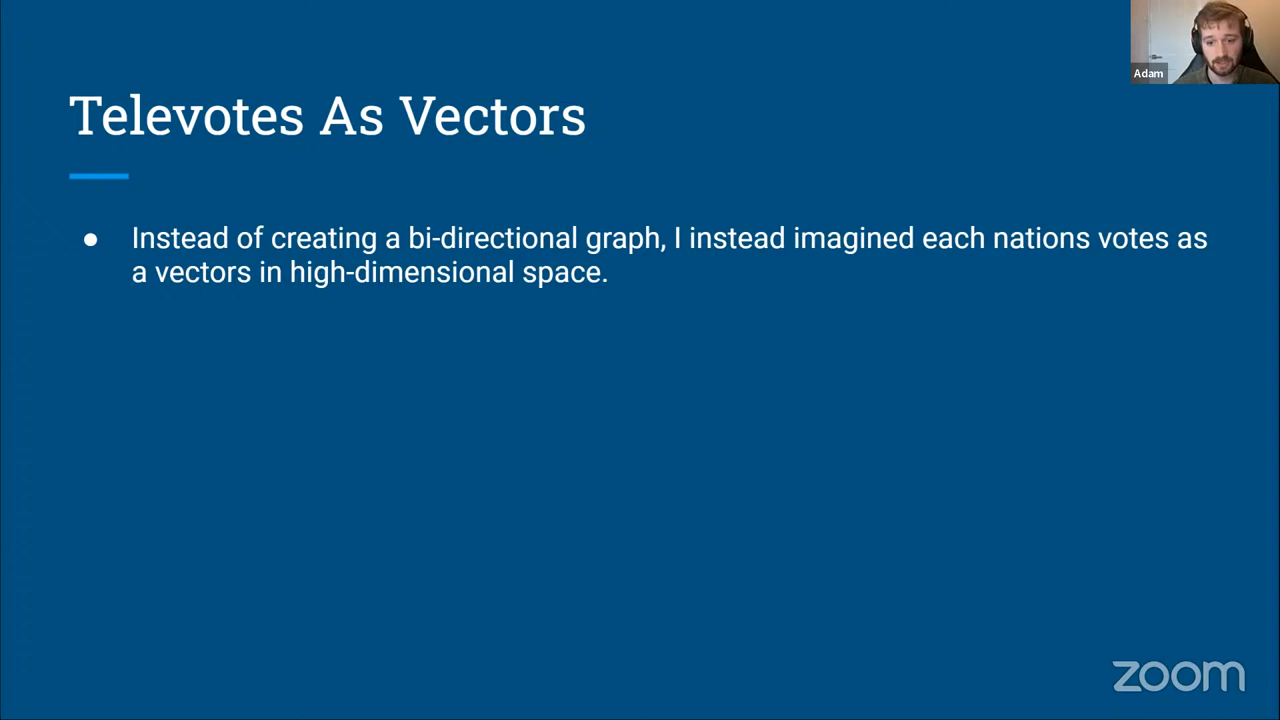 Adam
Televotes As Vectors
● Instead of creating a bi-directional graph, I instead imagined each nations votes as
a vectors in high-dimensional space.
zoom